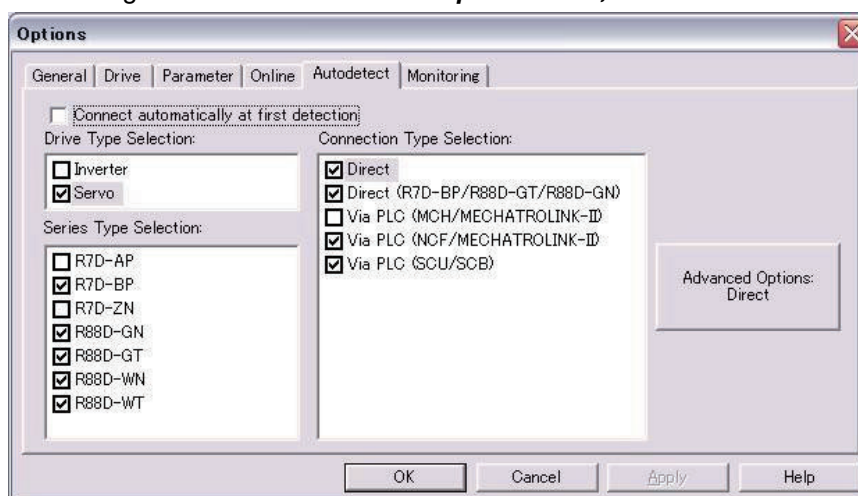 Options
General Drive Parameter Online Autodetect Monitoring
Connect automatically at first detection
Drive Type Selection:
Inverter
Servo
Series Type Selection:
R7D-AP
R7D-BP
R7D-ZN
R88D-GN
R88D-GT
R88D-WN
R88D-WT
Connection Type Selection:
Direct
Direct (R7D-BP/R88D-GT/R88D-GN)
Via PLC (MCH/MECHATROLINK-II)
Via PLC (NCF/MECHATROLINK-II)
Via PLC (SCU/SCB)
Advanced Options:
Direct
OK Cancel Apply Help